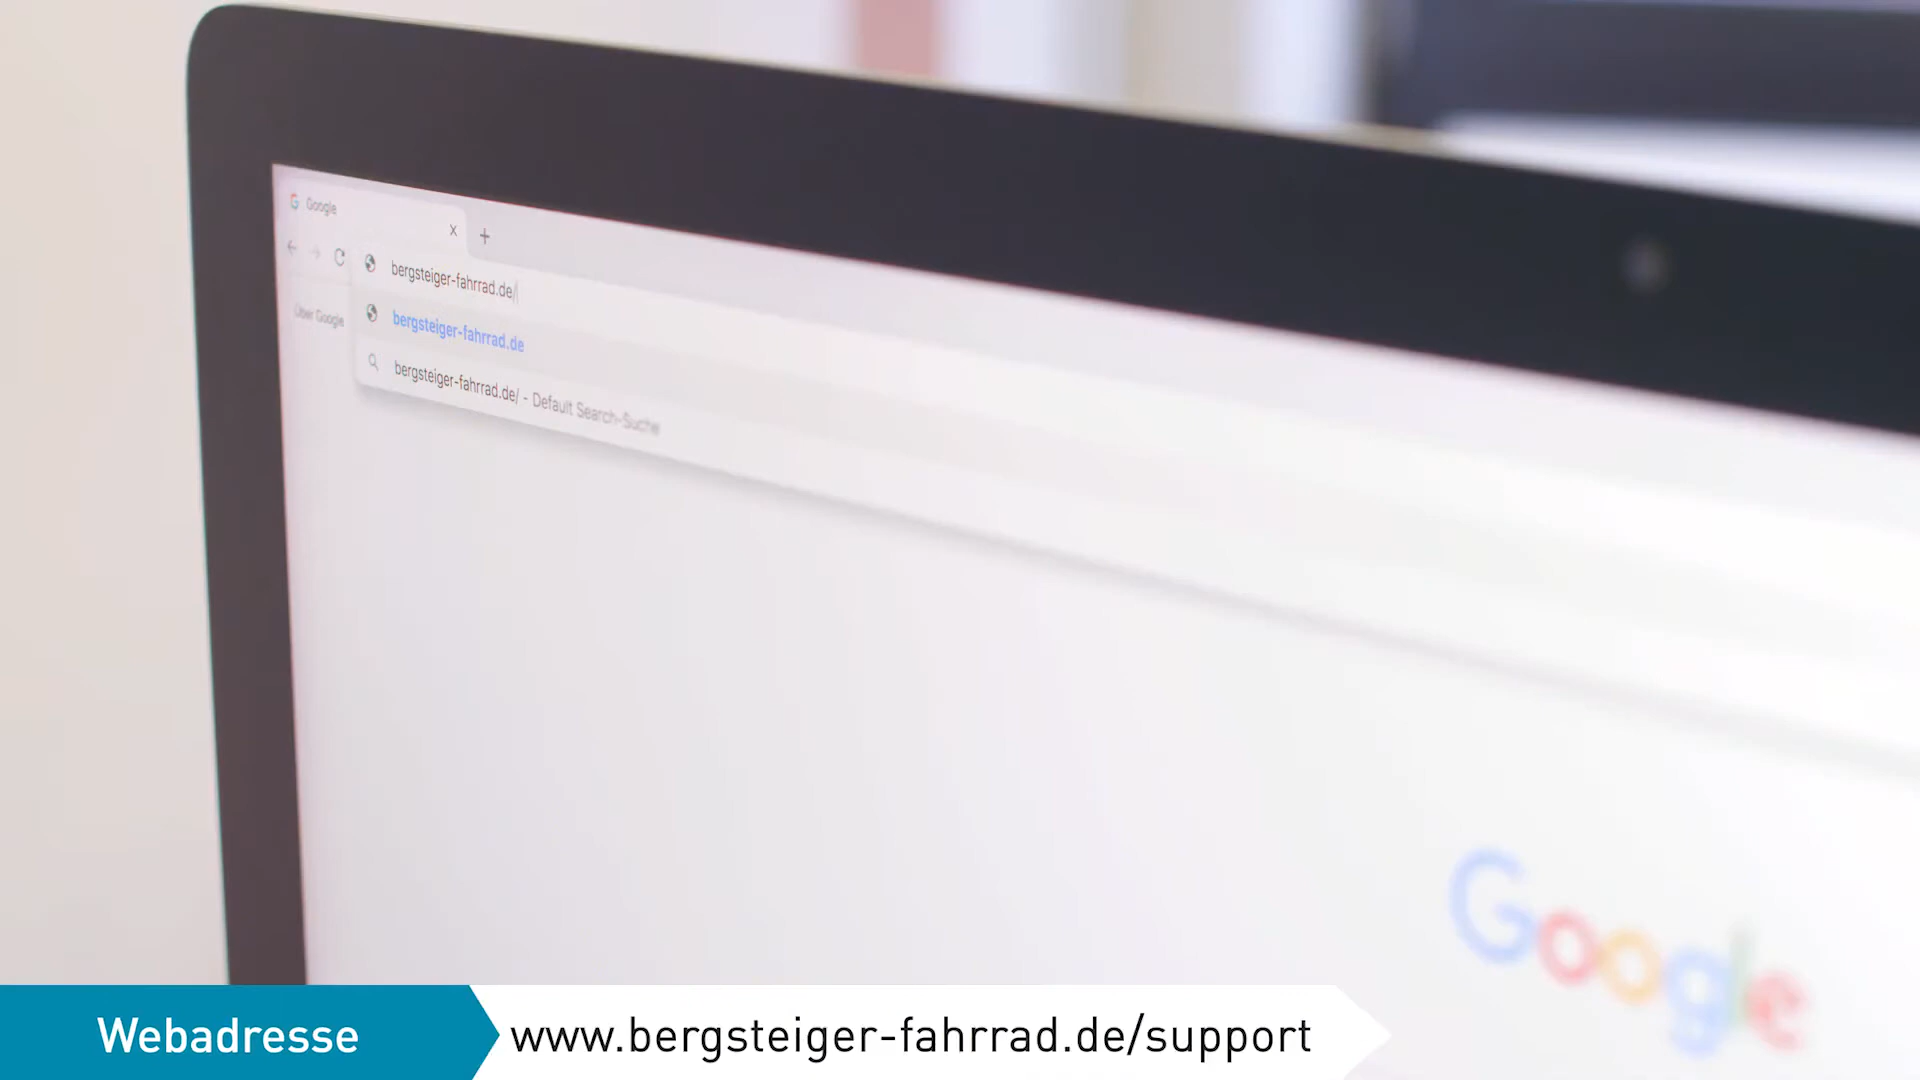 Google
bergsteiger-fahrrad.de/
Über Google
bergsteiger-fahrrad.de
bergsteiger-fahrrad.de/ - Default Search-Suche
Google
Webadresse
www.bergsteiger-fahrrad.de/support